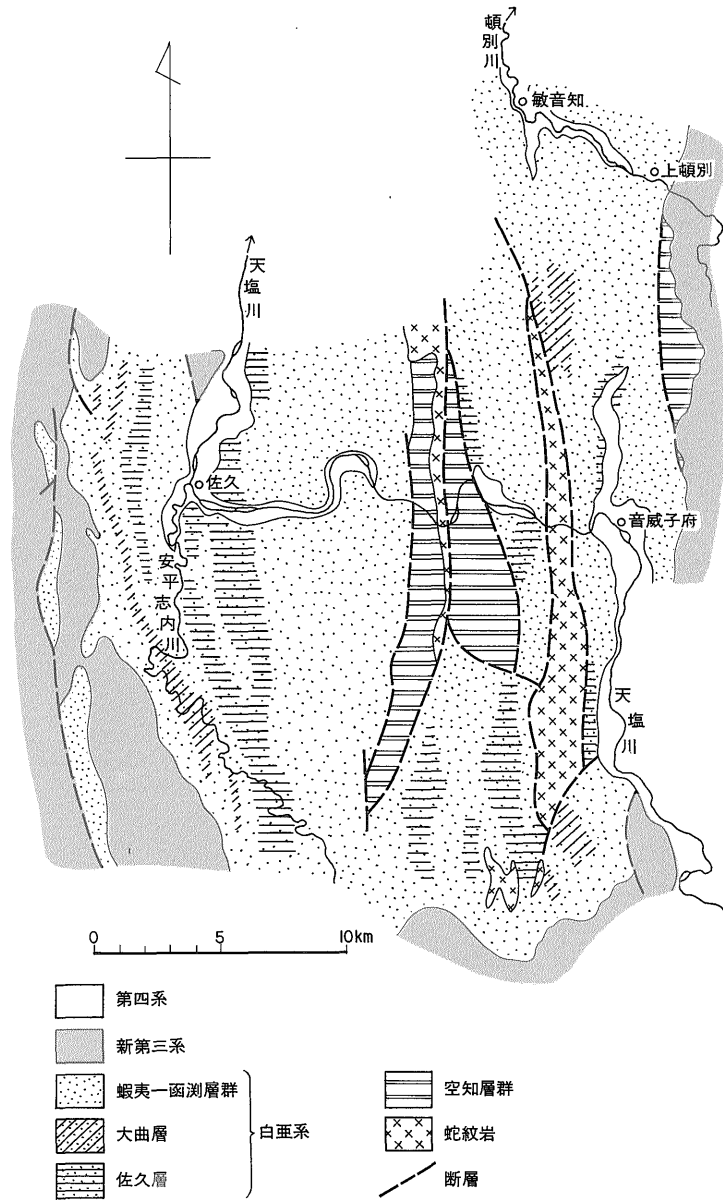 頓別川
敏音知
上頓別
天塩川
佐久
音威子府
安平志内川
天塩川
0 5 10km
第四系
新第三系
蝦夷一函渕層群
大曲層
佐久層
白亜系
空知層群
蛇紋岩
断層